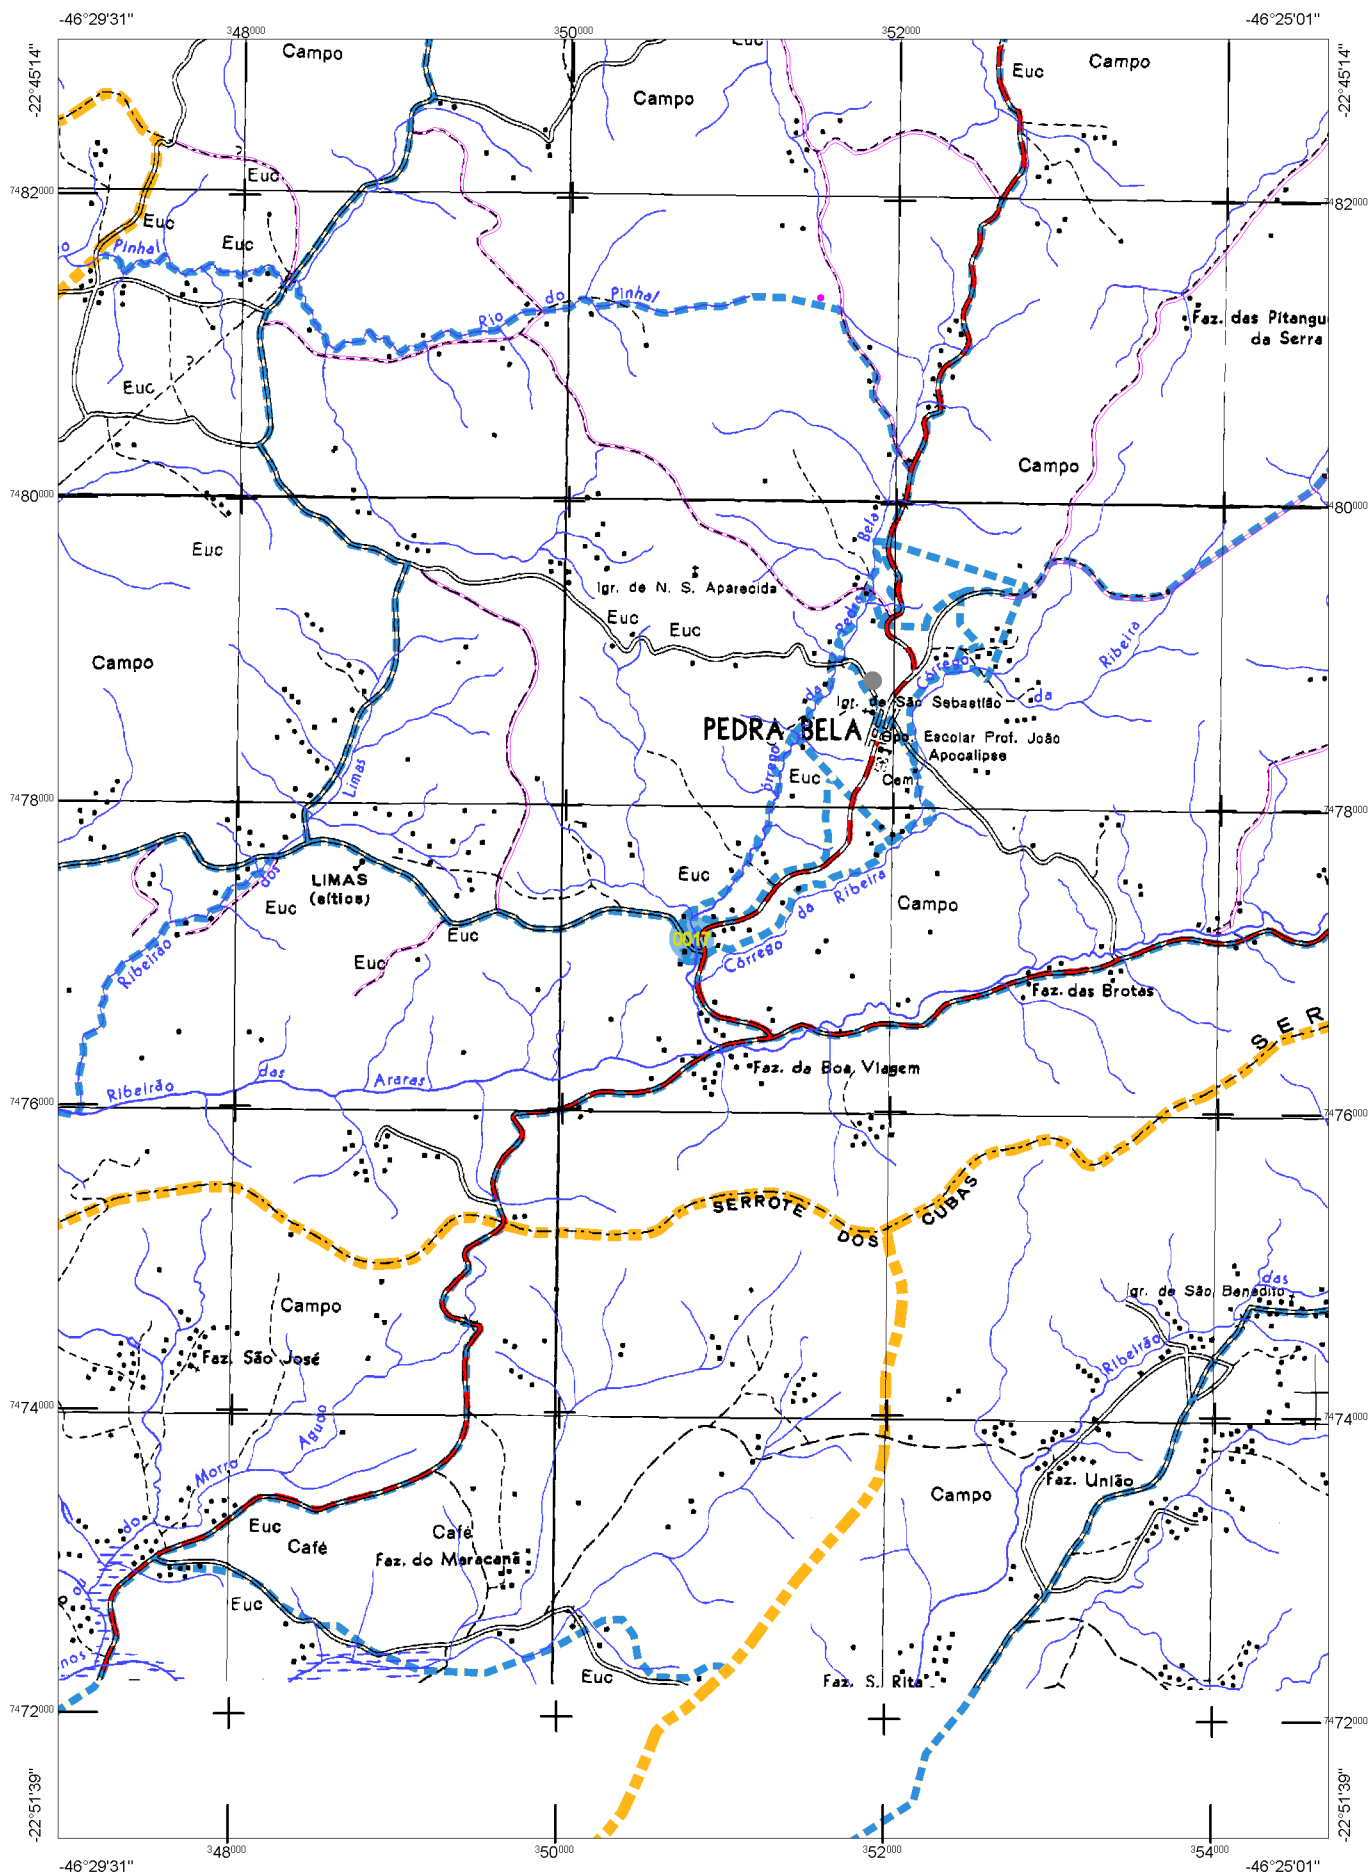 -46°29'31"
-46°25'01"
348000
350000
352000
-22°45'14"
-22°45'14"
Campo
Euc
Euc
Campo
Campo
7482000
7482000
?
Euc
Euc
Euc
Pinhal
Rio
do
Pinhal
Faz. das Pitangu
da Serra
?
Euc
Campo
7480000
7480000
Campo
Euc
Bela
Igr. de N. S. Aparecida
Pedra
Euc
Euc
Campo
Ribeira
Córrego
da
da
Igr. de São Sebastião
PEDRA BELA
Gpo. Escolar Prof. João
Apocalipse
Limas
Córrego
Euc
Cem
7478000
7478000
LIMAS
(sítios)
dos
Euc
Euc
Ribeira
da
Campo
Euc
0017
Ribeirão
Euc
Córrego
Faz. das Brotas
SER
Faz. da Boa Viagem
Ribeirão
das
Araras
7476000
7476000
SERROTE
DOS
CUBAS
das
Igr. de São Benedito
Campo
Faz. São José
Ribeirão
7474000
7474000
Agudo
Morro
do
Faz. União
Campo
Euc
Café
Café
Faz. do Maracanã
Euc
Euc
Faz. S. Rita
nos
7472000
7472000
-22°51'39"
-22°51'39"
348000
350000
352000
354000
-46°29'31"
-46°25'01"